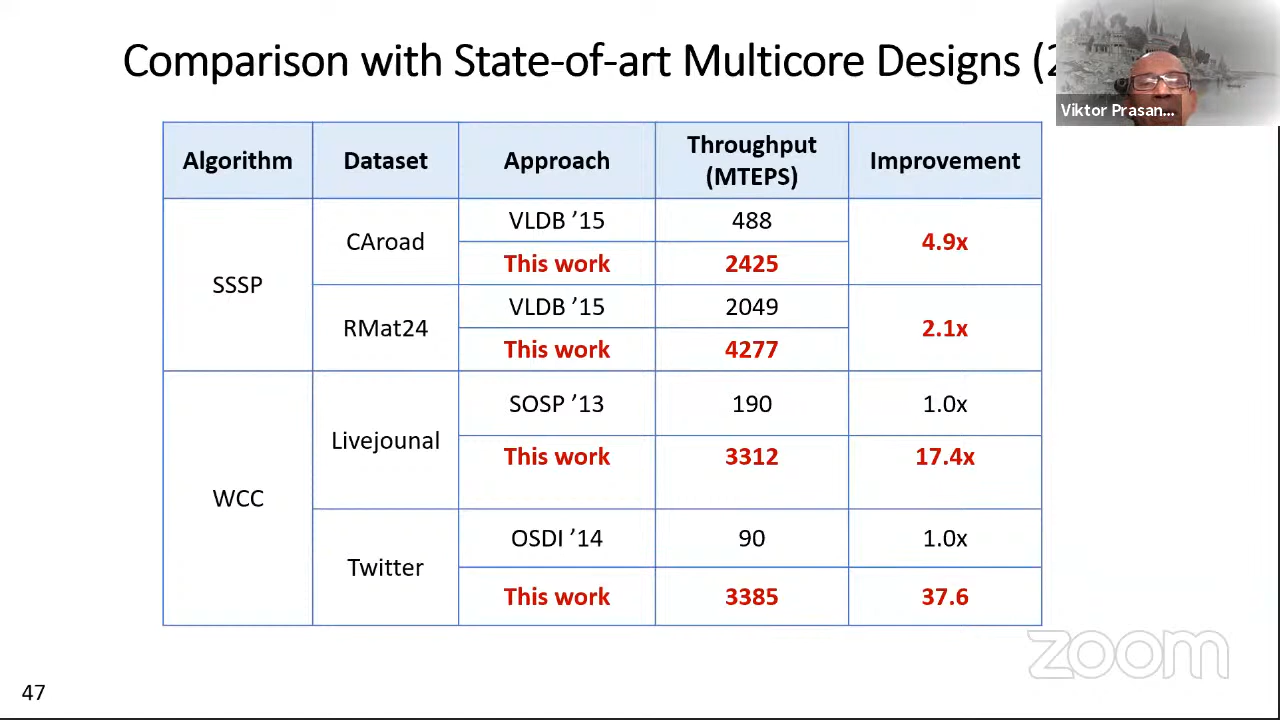 Comparison with State-of-art Multicore Designs (2
Viktor Prasan...
Algorithm Dataset Approach Throughput (MTEPS) Improvement
SSSP
CAroad
VLDB ’15 488
4.9x
This work 2425
RMat24
VLDB ’15 2049
2.1x
This work 4277
WCC
Livejounal
SOSP ’13 190 1.0x
This work 3312 17.4x
Twitter
OSDI ’14 90 1.0x
This work 3385 37.6
zoom
47